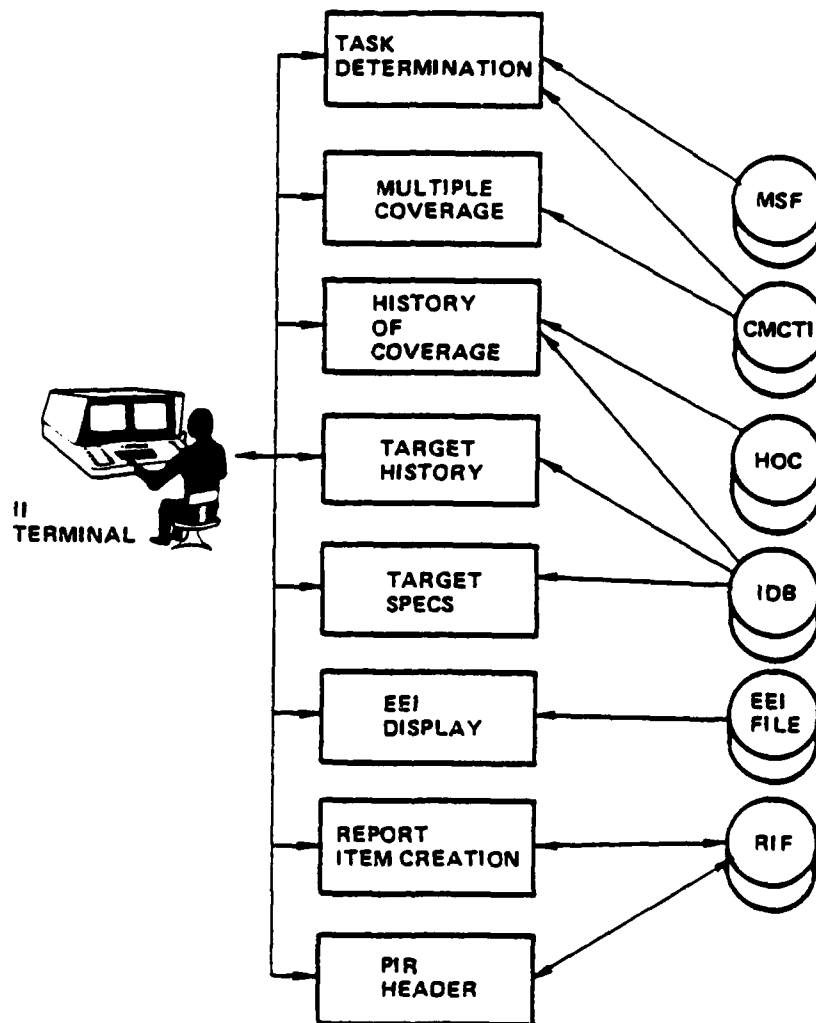 TASK
DETERMINATION
MULTIPLE
COVERAGE
MSF
HISTORY
OF
COVERAGE
CMCTI
TARGET
HISTORY
HOC
II
TERMINAL
TARGET
SPECS
IDB
EEI
DISPLAY
EEI
FILE
REPORT
ITEM CREATION
RIF
PIR
HEADER